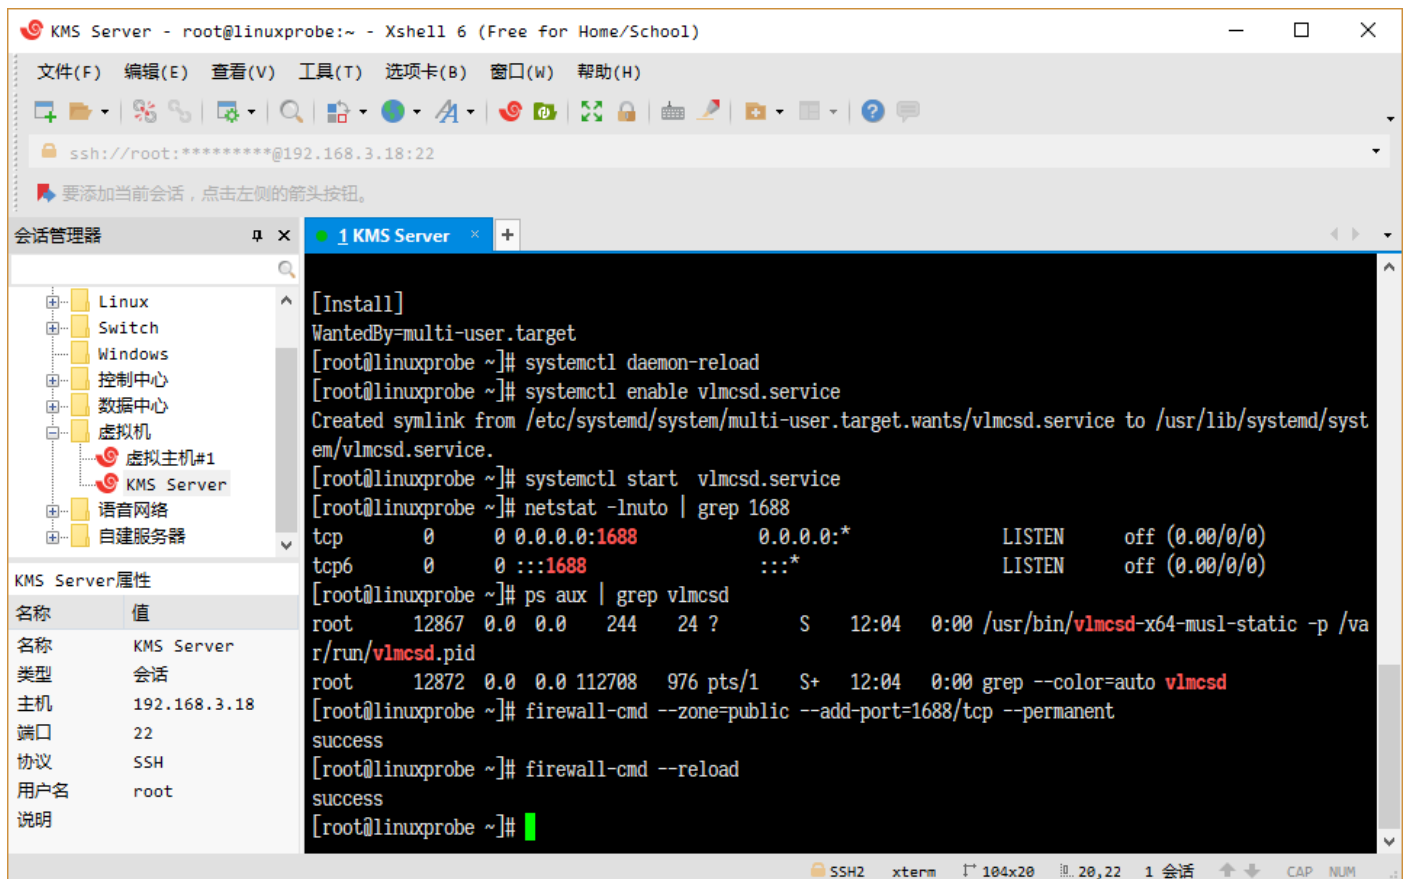 KMS Server - root@linuxprobe:~ - Xshell 6 (Free for Home/School)
文件(F) 编辑(E) 查看(V) 工具(T) 选项卡(B) 窗口(W) 帮助(H)
ssh://root:*********@192.168.3.18:22
要添加当前会话，点击左侧的箭头按钮。
会话管理器
1 KMS Server
Linux
Switch
Windows
控制中心
数据中心
虚拟机
虚拟主机#1
KMS Server
语音网络
自建服务器
KMS Server属性
名称 值
名称 KMS Server
类型 会话
主机 192.168.3.18
端口 22
协议 SSH
用户名 root
说明
[Install]
WantedBy=multi-user.target
[root@linuxprobe ~]# systemctl daemon-reload
[root@linuxprobe ~]# systemctl enable vlmcsd.service
Created symlink from /etc/systemd/system/multi-user.target.wants/vlmcsd.service to /usr/lib/systemd/syst
em/vlmcsd.service.
[root@linuxprobe ~]# systemctl start  vlmcsd.service
[root@linuxprobe ~]# netstat -lnuto | grep 1688
tcp        0      0 0.0.0.0:1688            0.0.0.0:*               LISTEN      off (0.00/0/0)
tcp6       0      0 :::1688                 :::*                    LISTEN      off (0.00/0/0)
[root@linuxprobe ~]# ps aux | grep vlmcsd
root      12867  0.0  0.0    244    24 ?        S    12:04   0:00 /usr/bin/vlmcsd-x64-musl-static -p /va
r/run/vlmcsd.pid
root      12872  0.0  0.0 112708   976 pts/1    S+   12:04   0:00 grep --color=auto vlmcsd
[root@linuxprobe ~]# firewall-cmd --zone=public --add-port=1688/tcp --permanent
success
[root@linuxprobe ~]# firewall-cmd --reload
success
[root@linuxprobe ~]#
SSH2 xterm 104x20 20,22 1 会话 CAP NUM